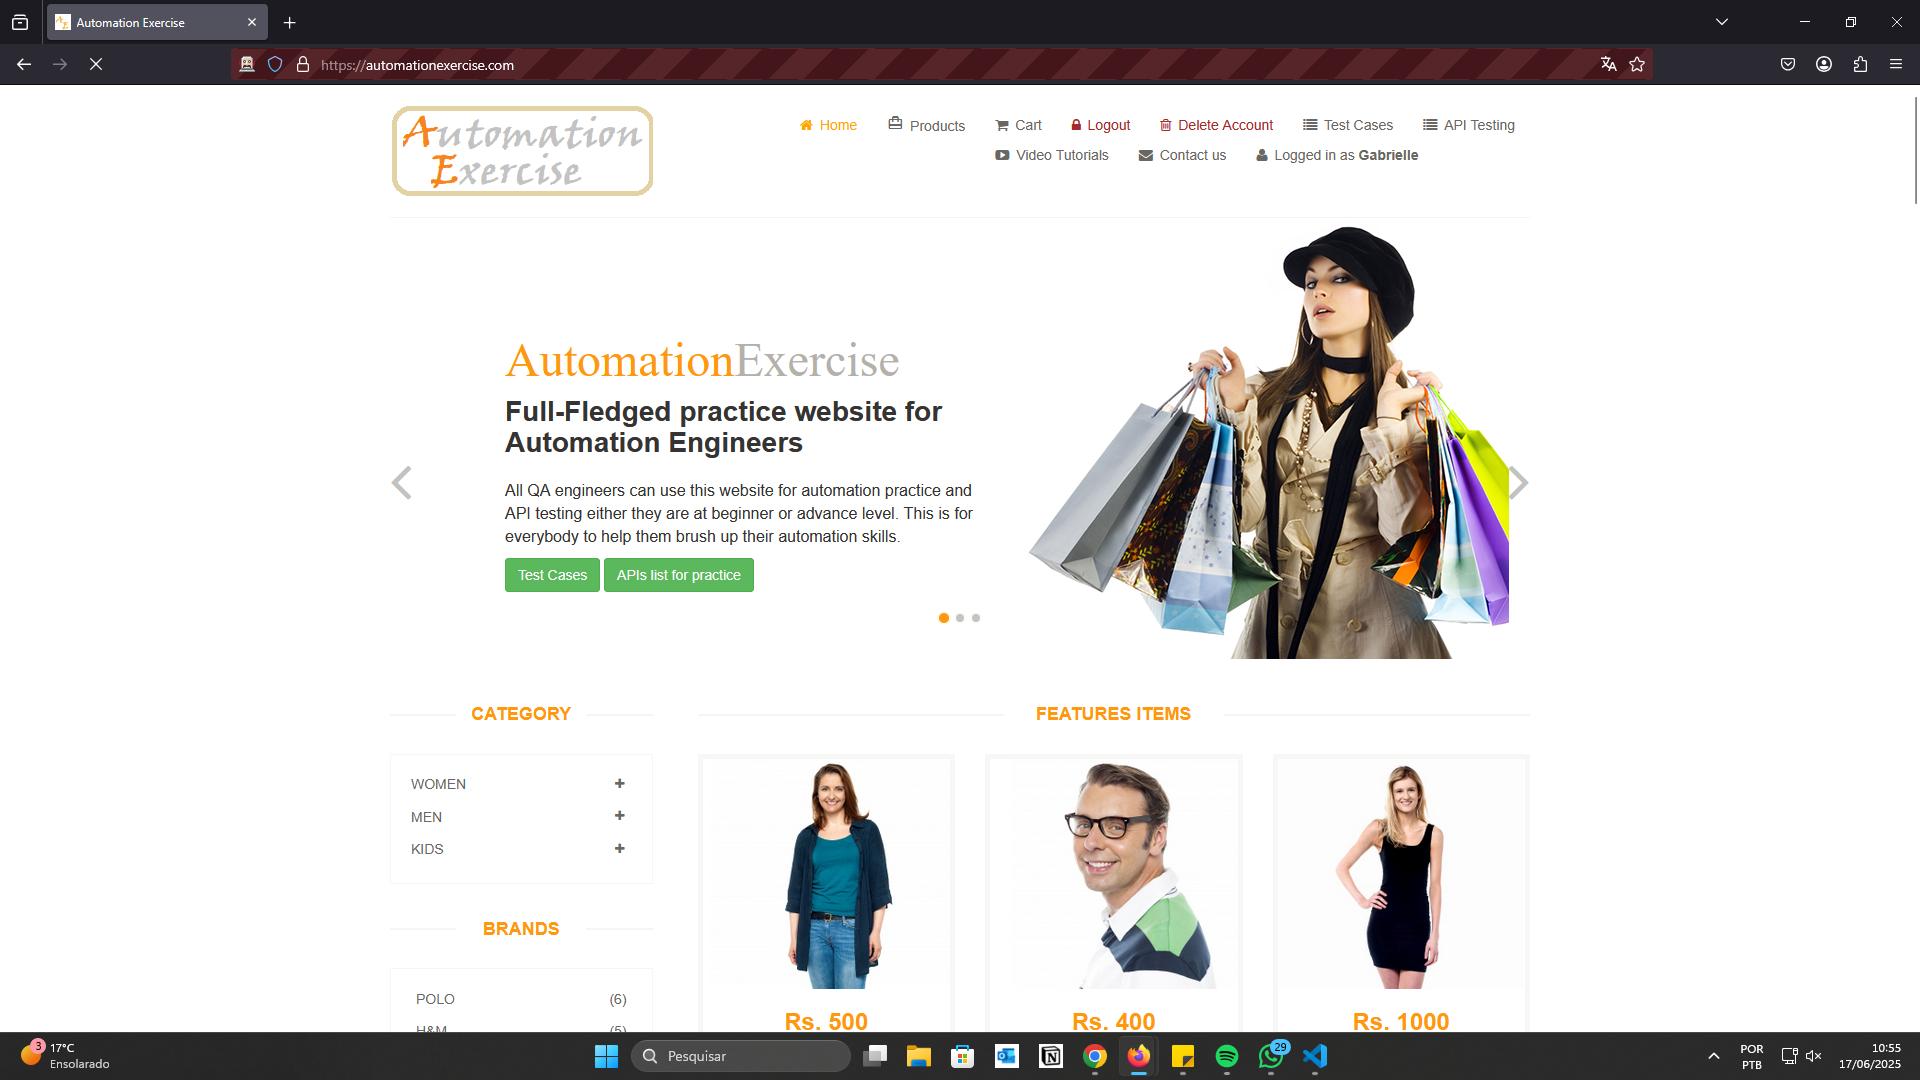 Automation Exercise
https://automationexercise.com
Automation
Exercise
Home Products Cart Logout Delete Account Test Cases API Testing
Video Tutorials Contact us Logged in as Gabrielle
AutomationExercise
Full-Fledged practice website for
Automation Engineers
All QA engineers can use this website for automation practice and
API testing either they are at beginner or advance level. This is for
everybody to help them brush up their automation skills.
Test Cases APIs list for practice
CATEGORY
WOMEN
MEN
KIDS
BRANDS
POLO (6)
H&M (5)
FEATURES ITEMS
Rs. 500 Rs. 400 Rs. 1000
3
17°C
Ensolarado
Pesquisar
29
POR
PTB
10:55
17/06/2025